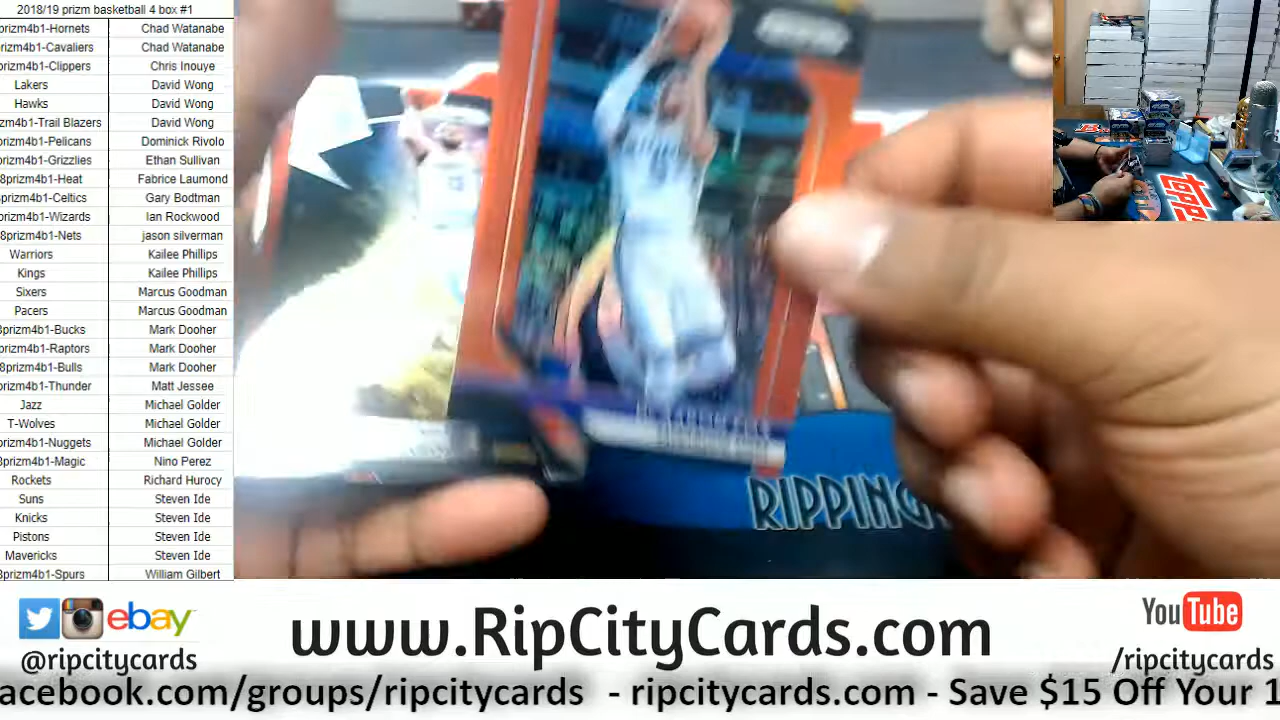 2018/19 prizm basketball 4 box #1
prizm4b1-Hornets Chad Watanabe
prizm4b1-Cavaliers Chad Watanabe
prizm4b1-Clippers Chris Inouye
Lakers David Wong
Hawks David Wong
zm4b1-Trail Blazers David Wong
prizm4b1-Pelicans Dominick Rivolo
prizm4b1-Grizzlies Ethan Sullivan
8prizm4b1-Heat Fabrice Laumond
prizm4b1-Celtics Gary Bodtman
prizm4b1-Wizards Ian Rockwood
8prizm4b1-Nets jason silverman
Warriors Kailee Phillips
Kings Kailee Phillips
Sixers Marcus Goodman
Pacers Marcus Goodman
3prizm4b1-Bucks Mark Dooher
prizm4b1-Raptors Mark Dooher
8prizm4b1-Bulls Mark Dooher
prizm4b1-Thunder Matt Jessee
Jazz Michael Golder
T-Wolves Michael Golder
prizm4b1-Nuggets Michael Golder
3prizm4b1-Magic Nino Perez
Rockets Richard Hurocy
Suns Steven Ide
Knicks Steven Ide
Pistons Steven Ide
Mavericks Steven Ide
3prizm4b1-Spurs William Gilbert
topps
RIPPING
ebay
@ripcitycards
www.RipCityCards.com
YouTube
/ripcitycards
acebook.com/groups/ripcitycards - ripcitycards.com - Save $15 Off Your 1